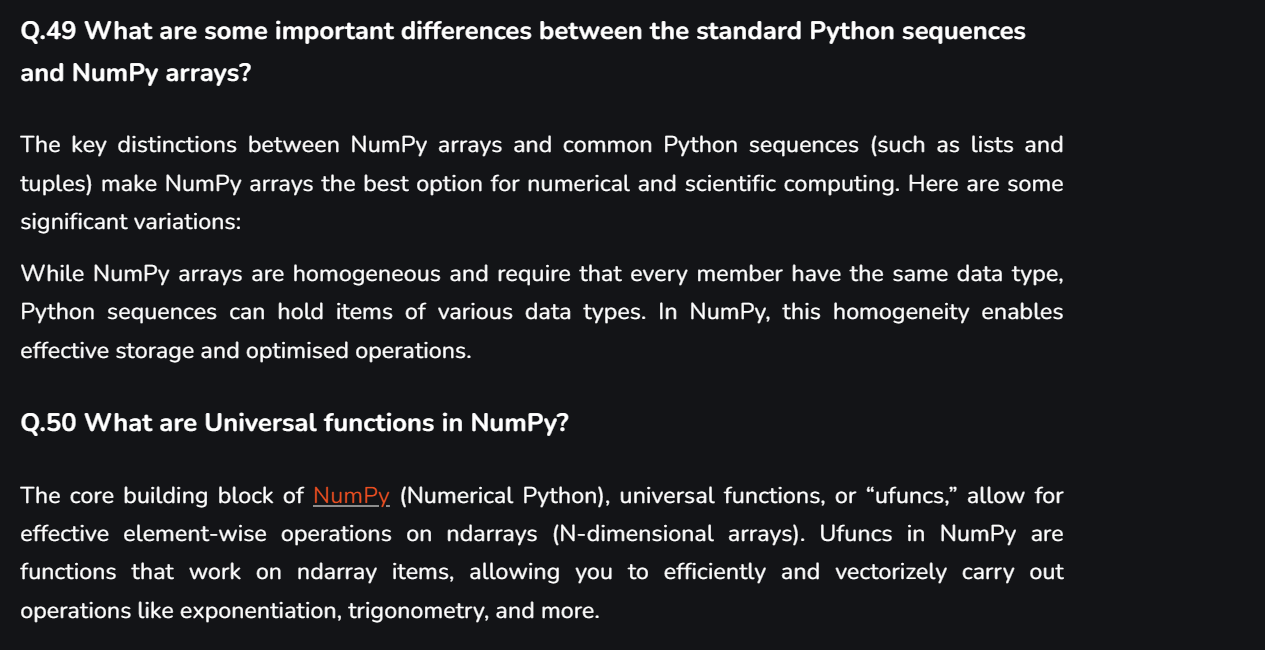 Q.49 What are some important differences between the standard Python sequences
and NumPy arrays?
The key distinctions between NumPy arrays and common Python sequences (such as lists and
tuples) make NumPy arrays the best option for numerical and scientific computing. Here are some
significant variations:
While NumPy arrays are homogeneous and require that every member have the same data type,
Python sequences can hold items of various data types. In NumPy, this homogeneity enables
effective storage and optimised operations.
Q.50 What are Universal functions in NumPy?
The core building block of NumPy (Numerical Python), universal functions, or “ufuncs,” allow for
effective element-wise operations on ndarrays (N-dimensional arrays). Ufuncs in NumPy are
functions that work on ndarray items, allowing you to efficiently and vectorizely carry out
operations like exponentiation, trigonometry, and more.